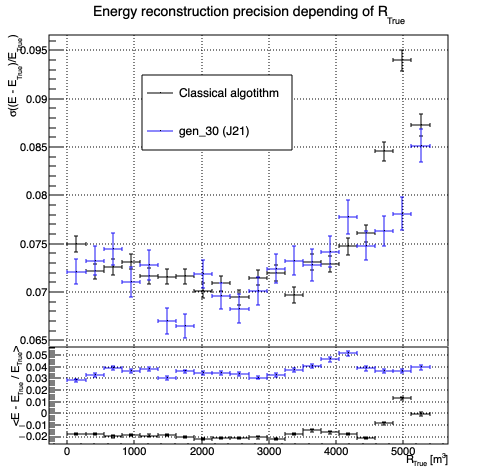 Energy reconstruction precision depending of R_True
σ((E - E_True)/E_True)
0.095
0.09
0.085
0.08
0.075
0.07
0.065
Classical algotithm
gen_30 (J21)
<E - E_True / E_True>
0.05
0.04
0.03
0.02
0.01
0.0
−0.01
−0.02
0 1000 2000 3000 4000 5000
R_True [m³]